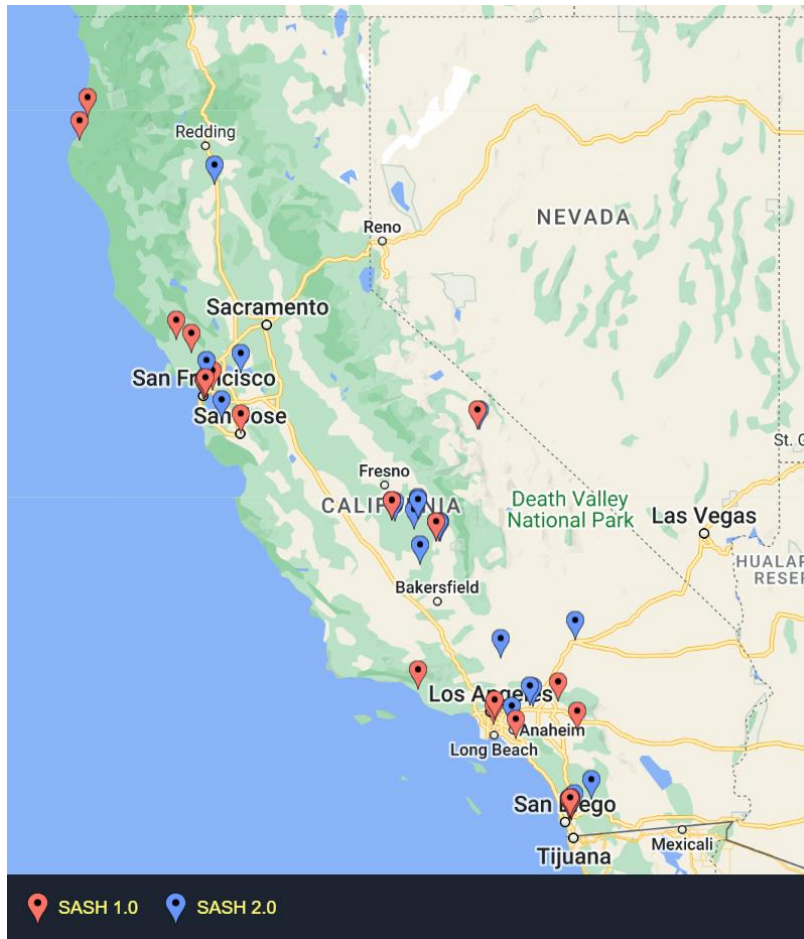 Redding
Reno
NEVADA
Sacramento
San Francisco
San Jose
St. G
Fresno
CALIFORNIA
Death Valley
National Park
Las Vegas
HUALAP
RESER
Bakersfield
Los Angeles
Anaheim
Long Beach
San Diego
Mexicali
Tijuana
SASH 1.0
SASH 2.0